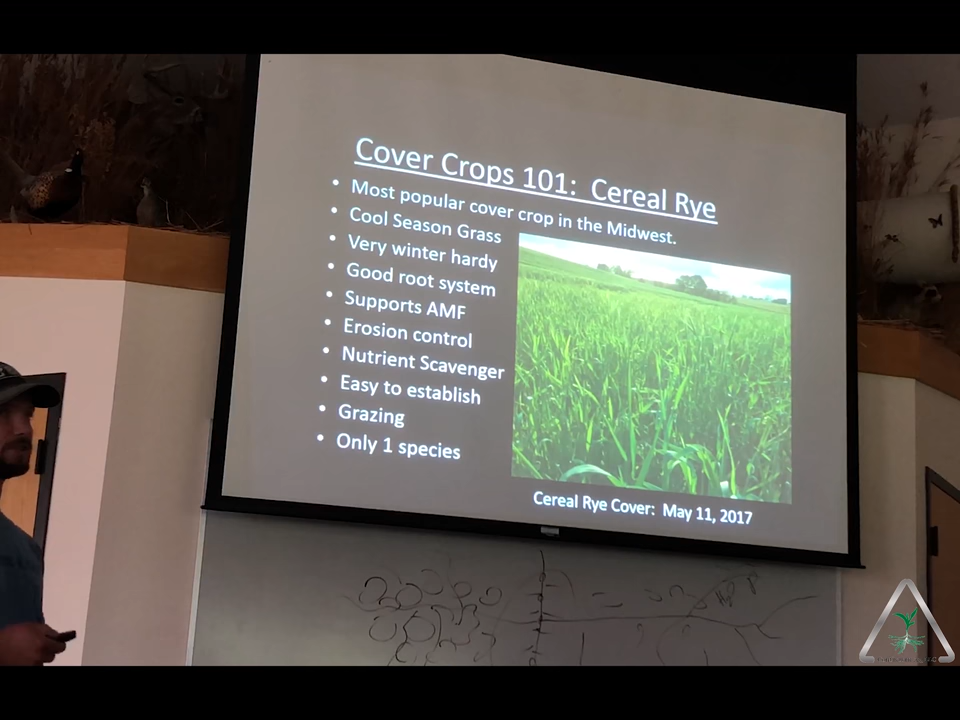 Cover Crops 101: Cereal Rye
• Most popular cover crop in the Midwest.
• Cool Season Grass
• Very winter hardy
• Good root system
• Supports AMF
• Erosion control
• Nutrient Scavenger
• Easy to establish
• Grazing
• Only 1 species
Cereal Rye Cover: May 11, 2017